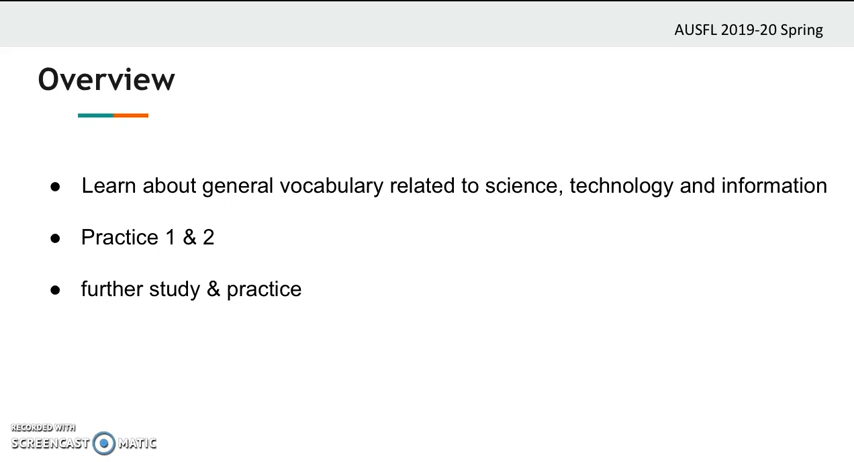 AUSFL 2019-20 Spring
Overview
● Learn about general vocabulary related to science, technology and information
● Practice 1 & 2
● further study & practice
RECORDED WITH
SCREENCAST MATIC